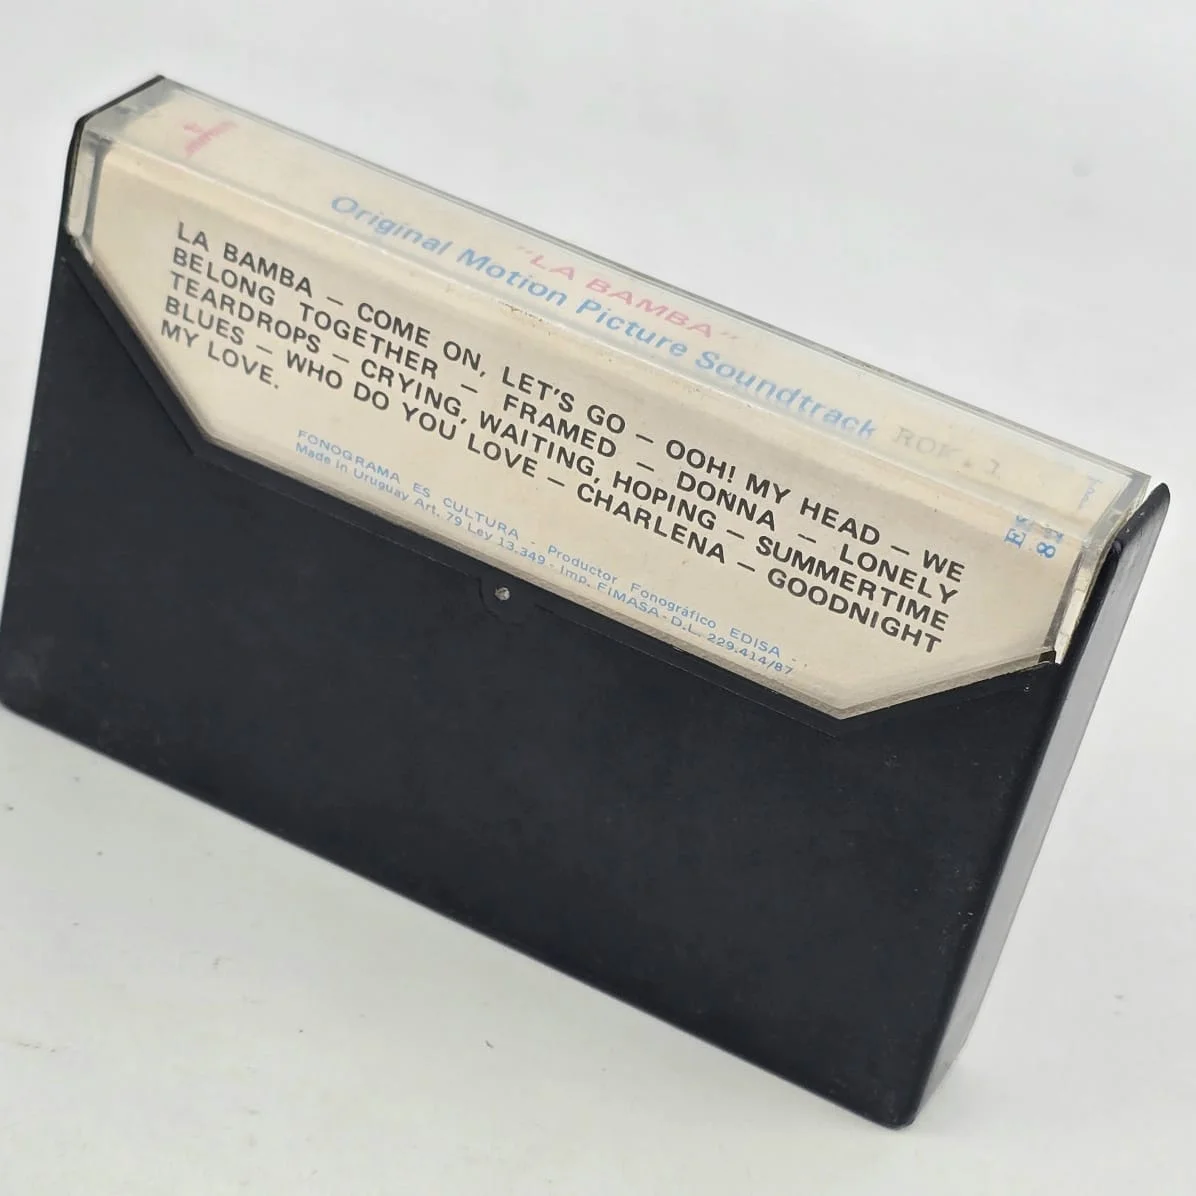 "LA BAMBA"
Original Motion Picture Soundtrack
LA BAMBA – COME ON, LET'S GO – OOH! MY HEAD – WE
BELONG TOGETHER – FRAMED – DONNA – LONELY
TEARDROPS – CRYING, WAITING, HOPING – SUMMERTIME
BLUES – WHO DO YOU LOVE – CHARLENA – GOODNIGHT
MY LOVE.
FONOGRAMA ES CULTURA - Productor Fonográfico EDISA -
Made in Uruguay Art. 79 Ley 13.349 - Imp. FIMASA - D.L. 229.414/87